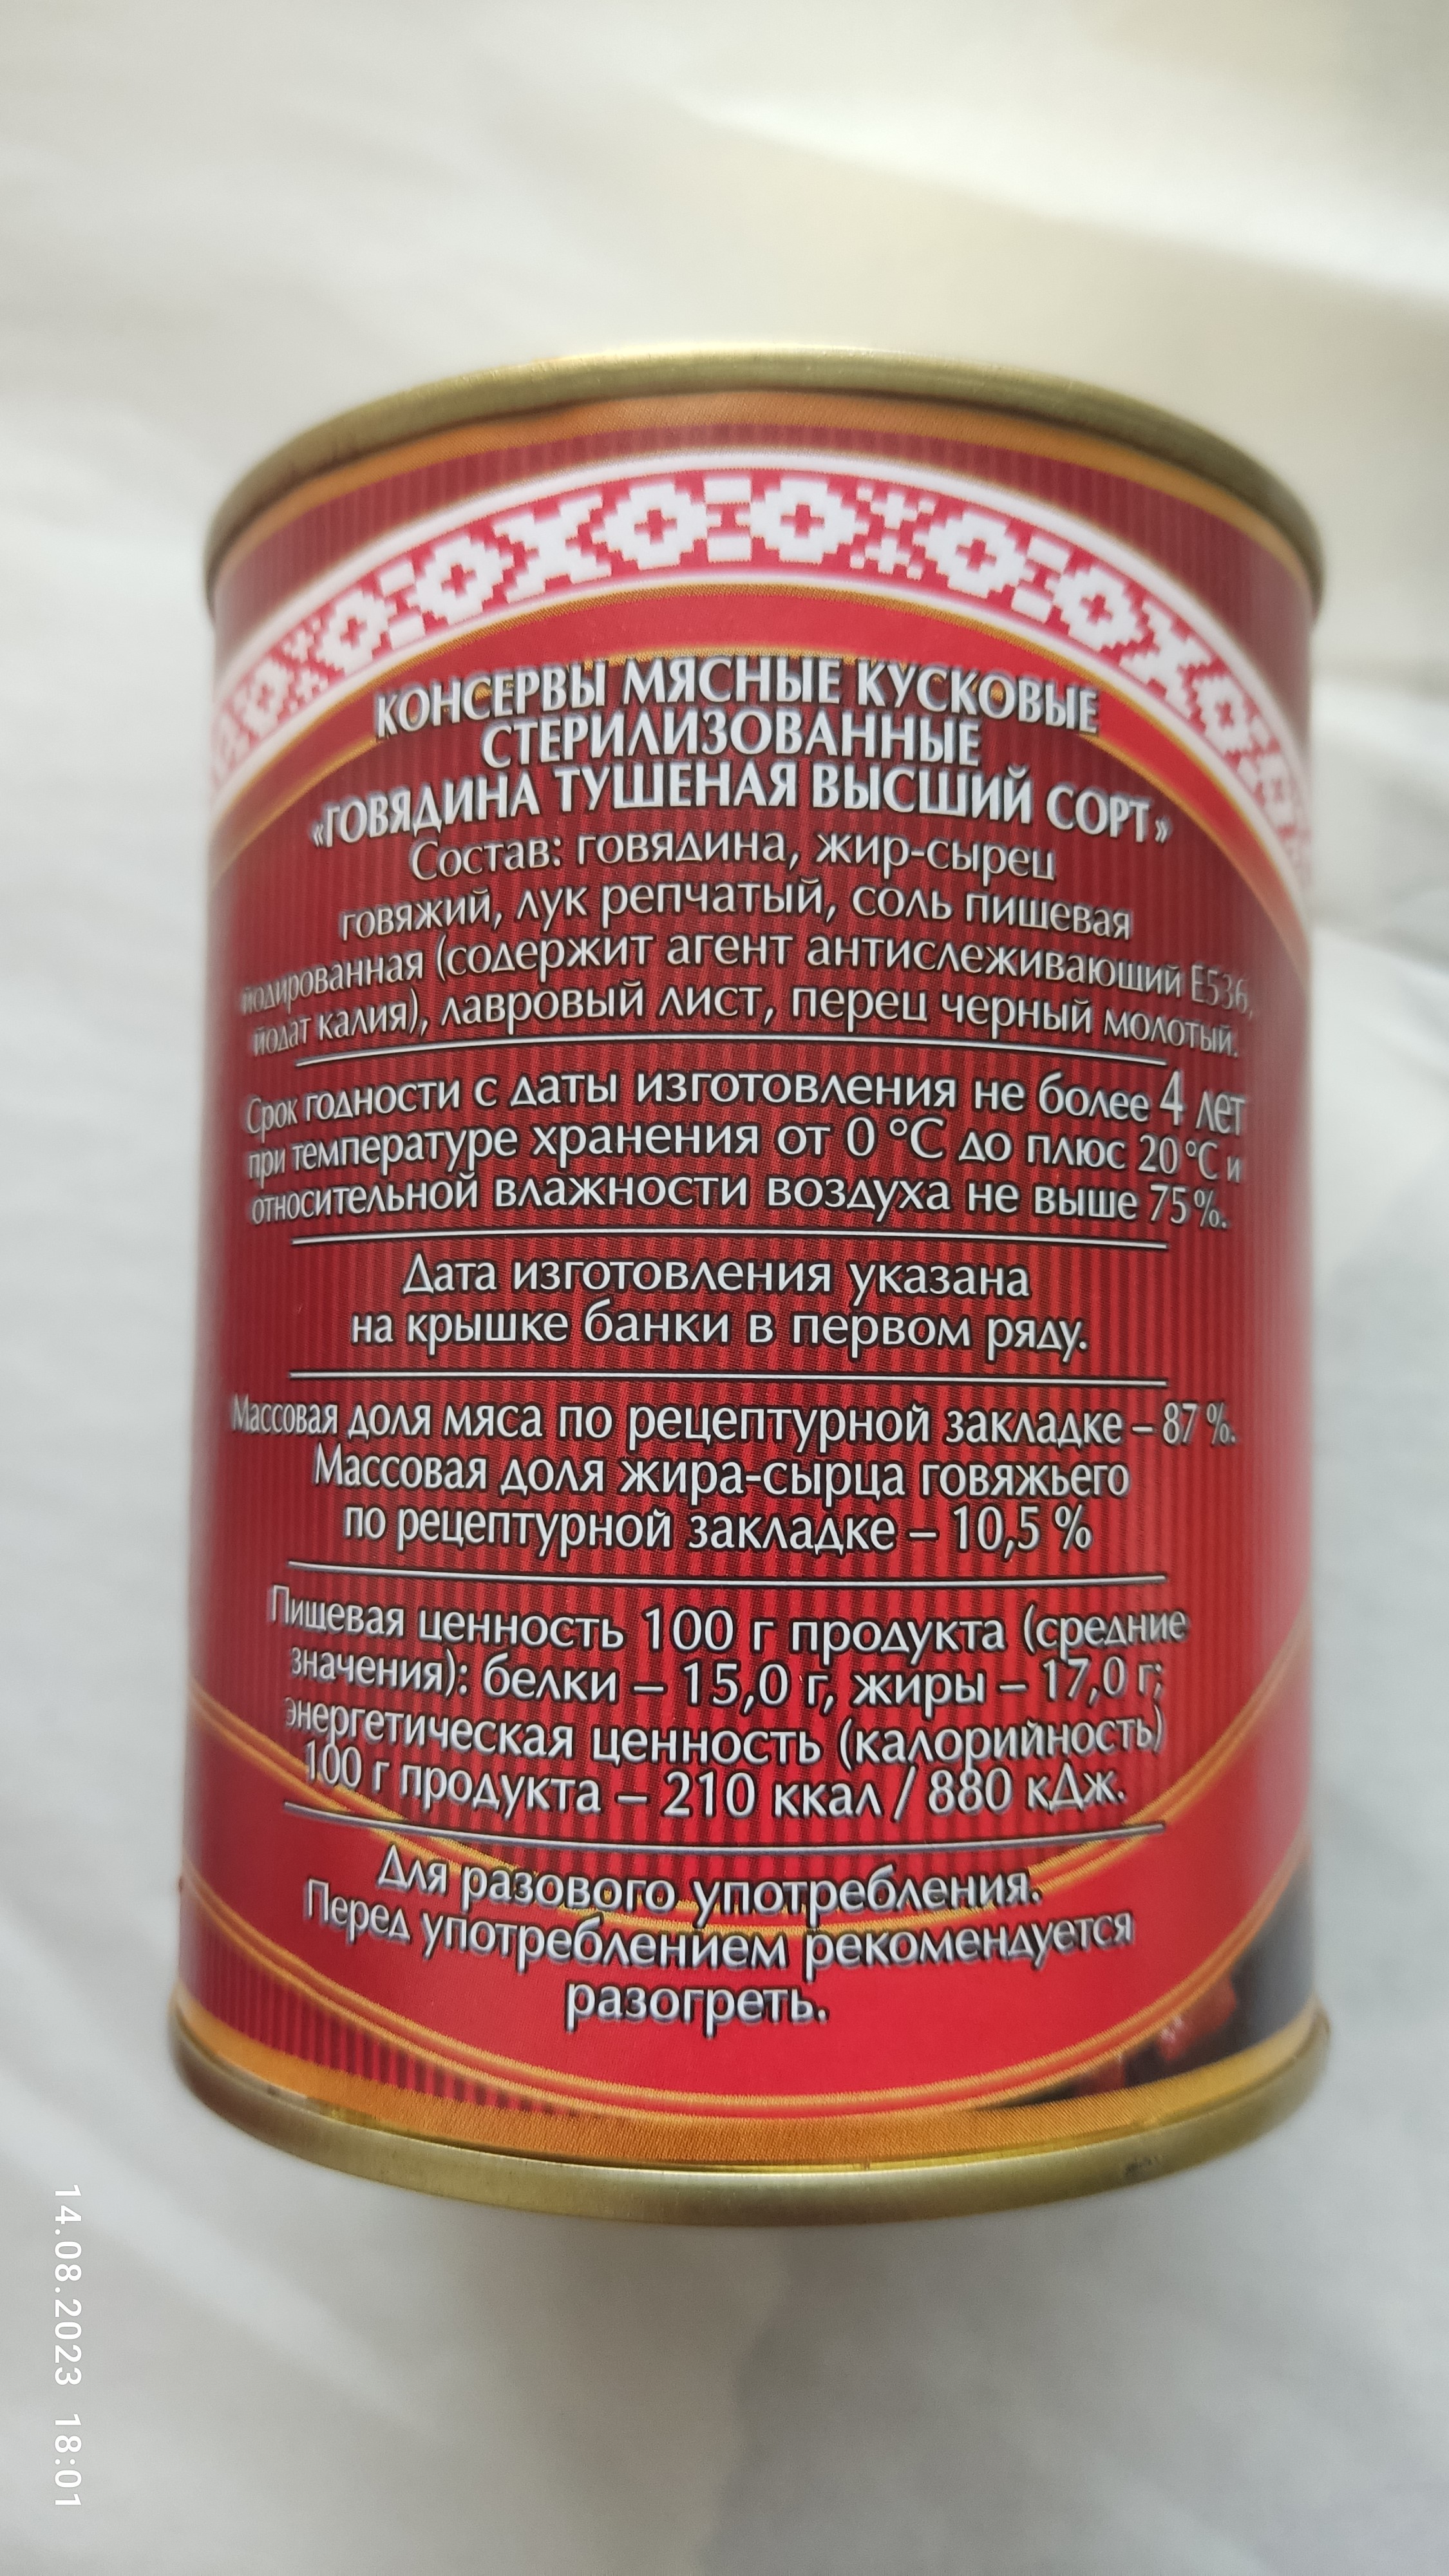 КОНСЕРВЫ МЯСНЫЕ КУСКОВЫЕ
СТЕРИЛИЗОВАННЫЕ
«ГОВЯДИНА ТУШЕНАЯ ВЫСШИЙ СОРТ»
Состав: говядина, жир-сырец
говяжий, лук репчатый, соль пищевая
йодированная (содержит агент антислеживающий Е536,
йодат калия), лавровый лист, перец черный молотый.
Срок годности с даты изготовления не более 4 лет
при температуре хранения от 0 °С до плюс 20 °С и
относительной влажности воздуха не выше 75 %.
Дата изготовления указана
на крышке банки в первом ряду.
Массовая доля мяса по рецептурной закладке – 87 %.
Массовая доля жира-сырца говяжьего
по рецептурной закладке – 10,5 %
Пищевая ценность 100 г продукта (средние
значения): белки – 15,0 г, жиры – 17,0 г;
энергетическая ценность (калорийность)
100 г продукта – 210 ккал / 880 кДж.
Для разового употребления.
Перед употреблением рекомендуется
разогреть.
14.08.2023 18:01